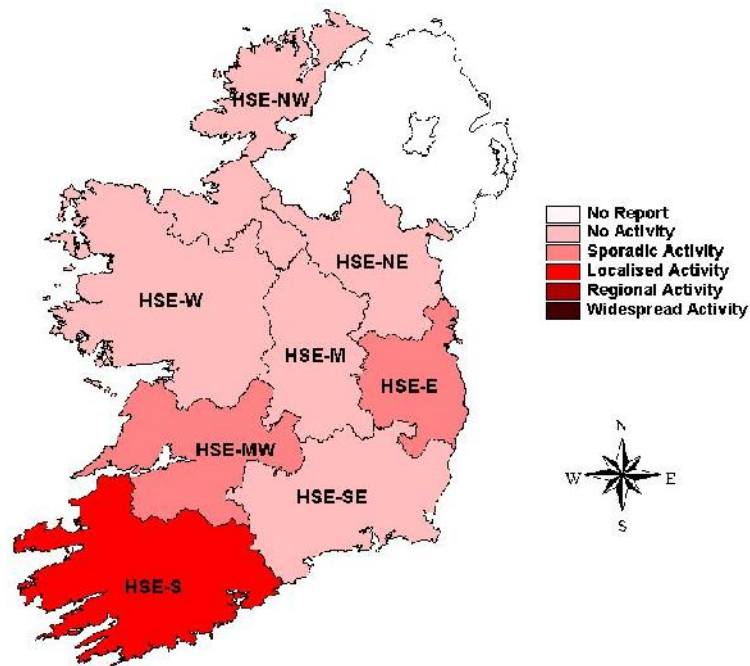 HSE-NW
HSE-NE
HSE-W
HSE-M
HSE-E
HSE-MW
HSE-SE
HSE-S
No Report
No Activity
Sporadic Activity
Localised Activity
Regional Activity
Widespread Activity
N
W E
S